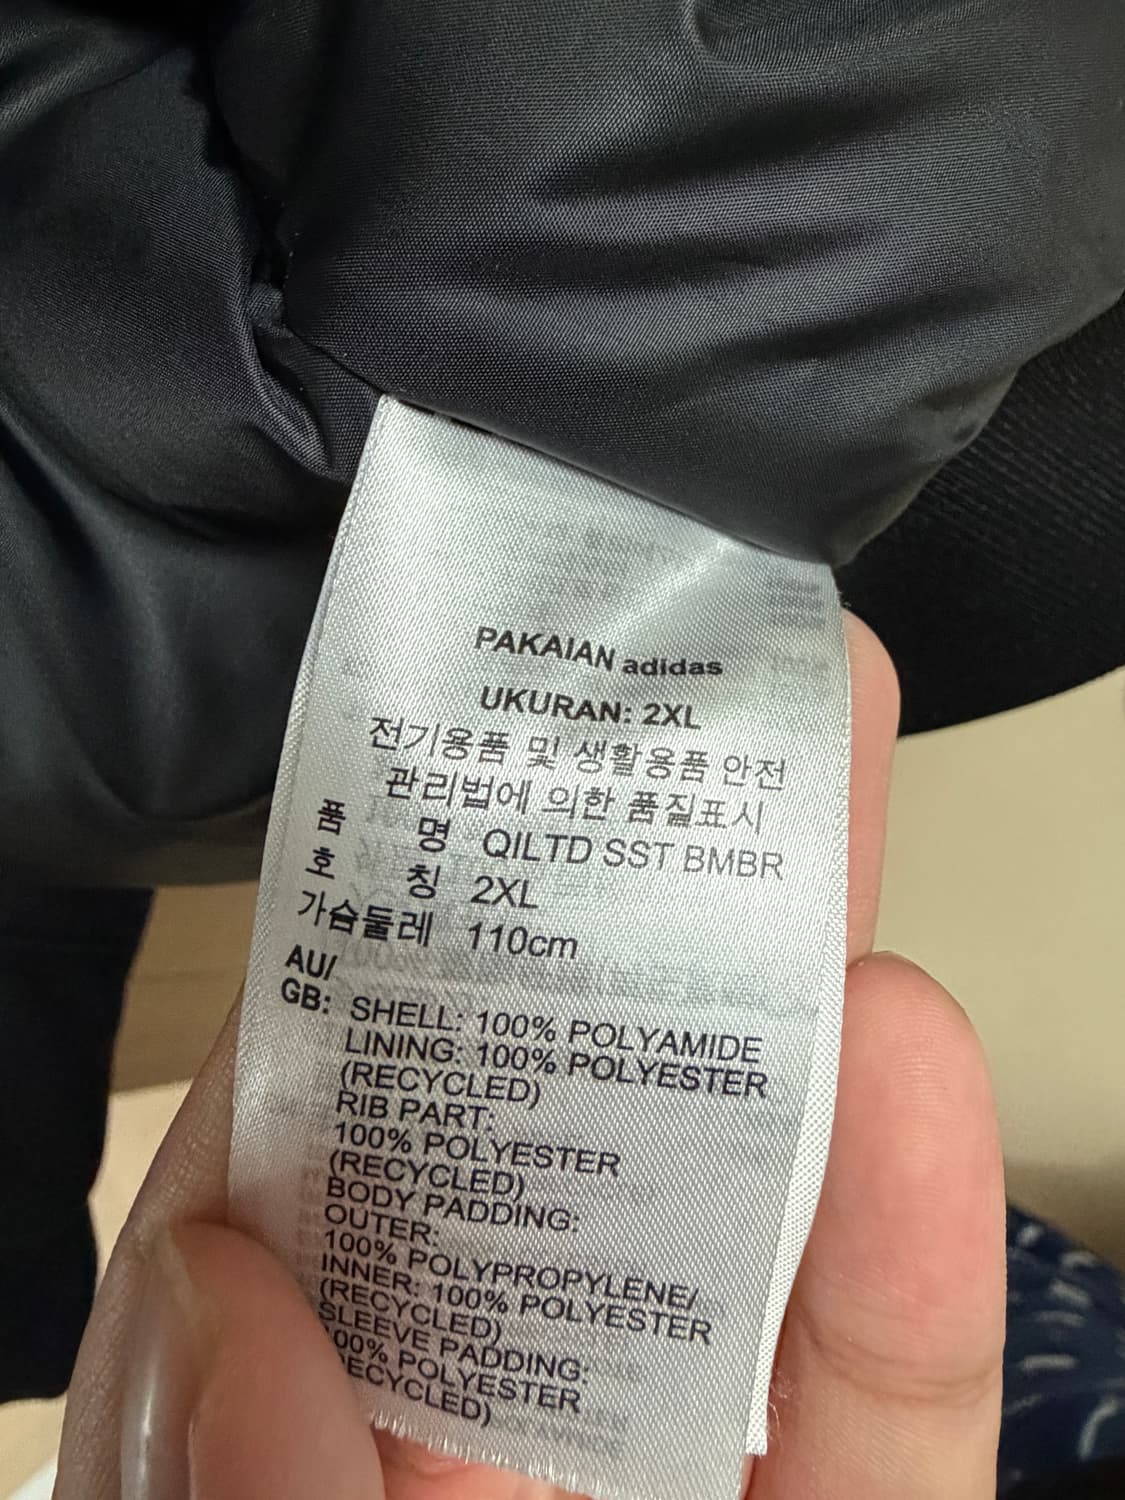 PAKAIAN adidas
UKURAN: 2XL
전기용품 및 생활용품 안전
관리법에 의한 품질표시
품 명 QILTD SST BMBR
호 칭 2XL
가슴둘레 110cm
AU/
GB: SHELL: 100% POLYAMIDE
LINING: 100% POLYESTER
(RECYCLED)
RIB PART:
100% POLYESTER
(RECYCLED)
BODY PADDING:
OUTER:
100% POLYPROPYLENE/
INNER: 100% POLYESTER
(RECYCLED)
SLEEVE PADDING:
00% POLYESTER
ECYCLED)